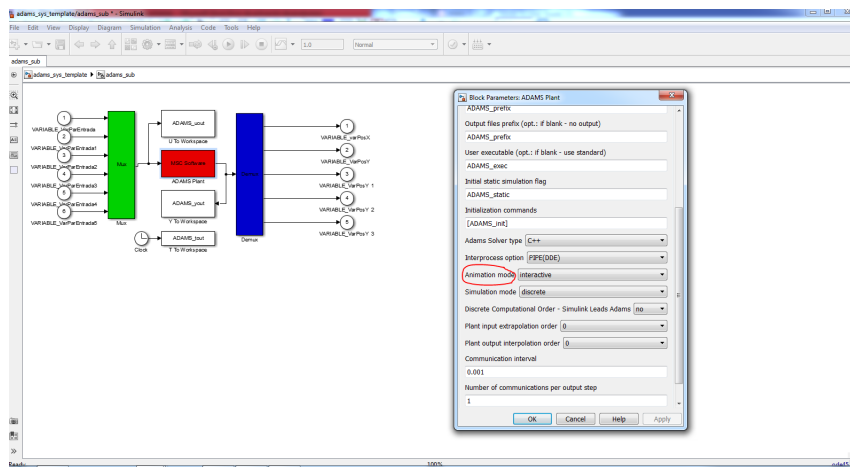 adams_sys_template/adams_sub * - Simulink
File Edit View Display Diagram Simulation Analysis Code Tools Help
1.0 Normal
adams_sub
adams_sys_template adams_sub
1
VARIABLE_VarParEntrada
2
VARIABLE_VarParEntrada1
3
VARIABLE_VarParEntrada2
4
VARIABLE_VarParEntrada3
5
VARIABLE_VarParEntrada4
6
VARIABLE_VarParEntrada5
Mux
Mux
Clock
ADAMS_uout
U To Workspace
MSC Software
ADAMS Plant
ADAMS_yout
Y To Workspace
ADAMS_tout
T To Workspace
Demux
Demux
1
VARIABLE_varPosX
2
VARIABLE_VarPosY
3
VARIABLE_VarPosY 1
4
VARIABLE_VarPosY 2
5
VARIABLE_VarPosY 3
Block Parameters: ADAMS Plant
ADAMS_prefix
Output files prefix (opt.: if blank - no output)
ADAMS_prefix
User executable (opt.: if blank - use standard)
ADAMS_exec
Initial static simulation flag
ADAMS_static
Initialization commands
[ADAMS_init]
Adams Solver type C++
Interprocess option PIPE(DDE)
Animation mode interactive
Simulation mode discrete
Discrete Computational Order - Simulink Leads Adams no
Plant input extrapolation order 0
Plant output interpolation order 0
Communication interval
0.001
Number of communications per output step
1
OK Cancel Help Apply
Ready 100% ode45